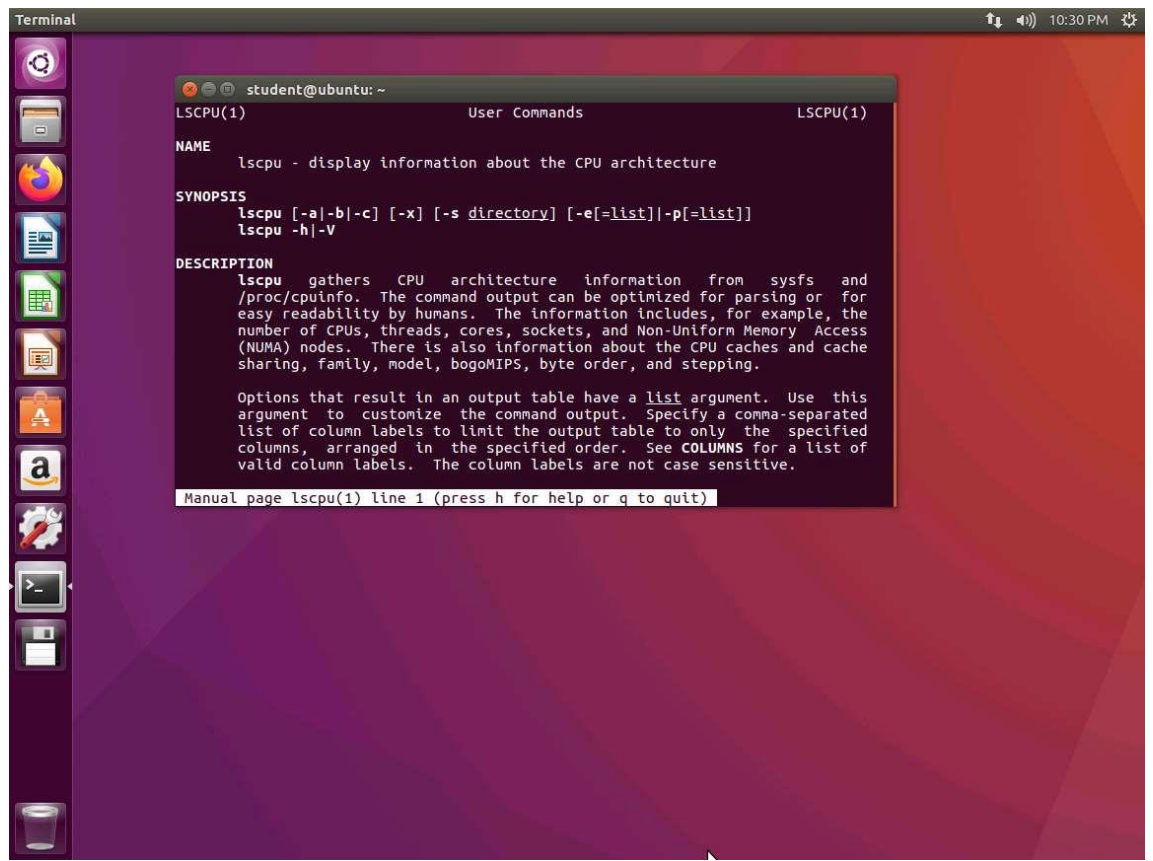 Terminal
10:30 PM
student@ubuntu: ~
LSCPU(1) User Commands LSCPU(1)
NAME
lscpu - display information about the CPU architecture
SYNOPSIS
lscpu [-a|-b|-c] [-x] [-s directory] [-e[=list]|-p[=list]]
lscpu -h|-V
DESCRIPTION
lscpu gathers CPU architecture information from sysfs and
/proc/cpuinfo. The command output can be optimized for parsing or for
easy readability by humans. The information includes, for example, the
number of CPUs, threads, cores, sockets, and Non-Uniform Memory Access
(NUMA) nodes. There is also information about the CPU caches and cache
sharing, family, model, bogoMIPS, byte order, and stepping.
Options that result in an output table have a list argument. Use this
argument to customize the command output. Specify a comma-separated
list of column labels to limit the output table to only the specified
columns, arranged in the specified order. See COLUMNS for a list of
valid column labels. The column labels are not case sensitive.
Manual page lscpu(1) line 1 (press h for help or q to quit)